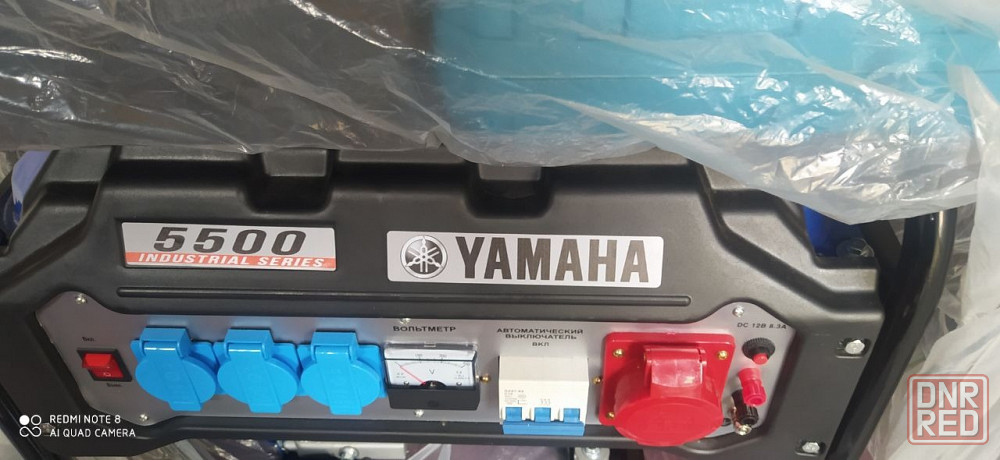 5500
INDUSTRIAL SERIES
YAMAHA
ВОЛЬТМЕТР
АВТОМАТИЧЕСКИЙ
ВЫКЛЮЧАТЕЛЬ
ВКЛ
DC 12В 8.3А
V
REDMI NOTE 8
AI QUAD CAMERA
DNR
RED